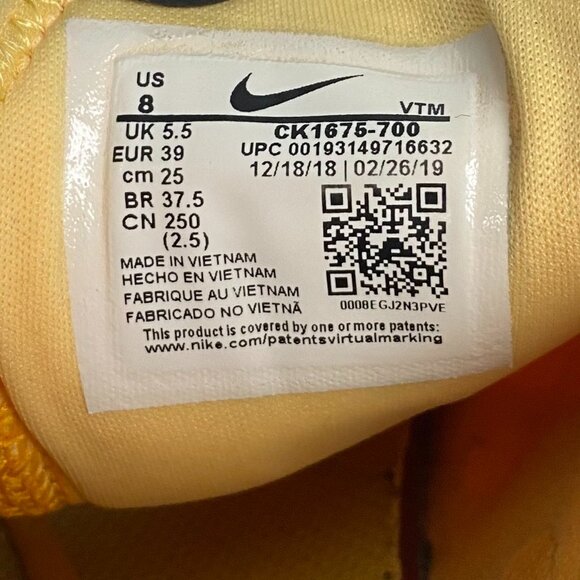 US
8
VTM
UK 5.5
CK1675-700
EUR 39
UPC 00193149716632
cm 25
12/18/18 | 02/26/19
BR 37.5
CN 250
(2.5)
MADE IN VIETNAM
HECHO EN VIETNAM
FABRIQUE AU VIETNAM
FABRICADO NO VIETNÃ
0008EGJ2N3PVE
This product is covered by one or more patents:
www.nike.com/patentsvirtualmarking